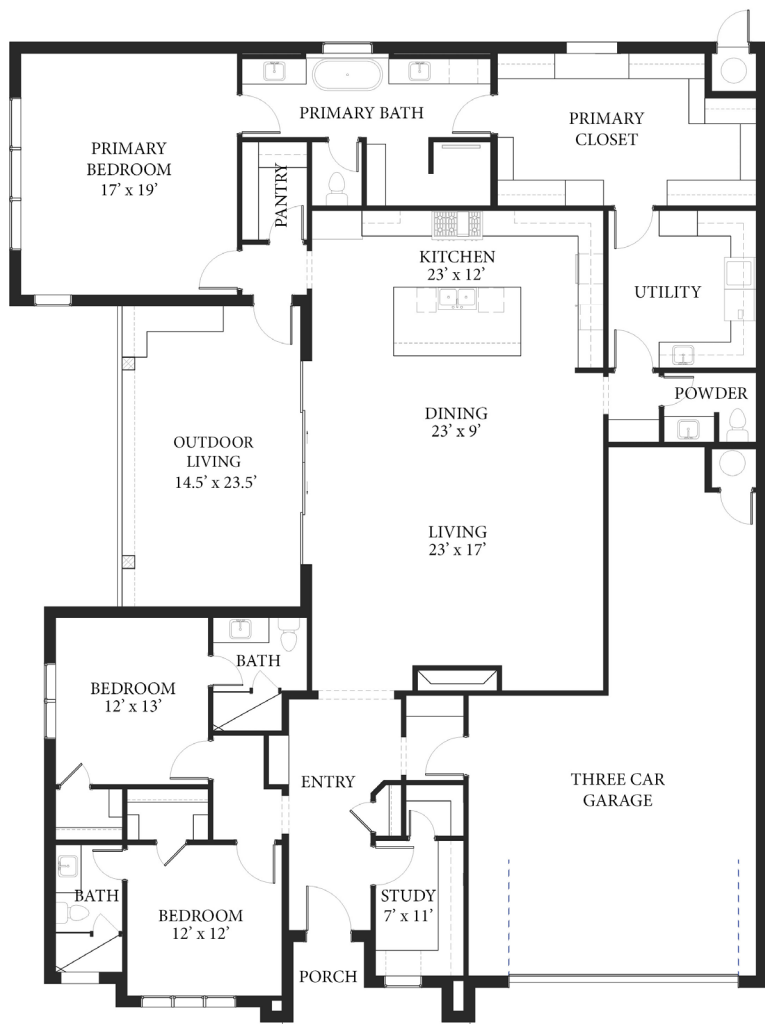 PRIMARY BATH
PRIMARY
CLOSET
PRIMARY
BEDROOM
17’ x 19’
PANTRY
KITCHEN
23’ x 12’
UTILITY
POWDER
DINING
23’ x 9’
OUTDOOR
LIVING
14.5’ x 23.5’
LIVING
23’ x 17’
BATH
BEDROOM
12’ x 13’
ENTRY
THREE CAR
GARAGE
BATH
BEDROOM
12’ x 12’
STUDY
7’ x 11’
PORCH